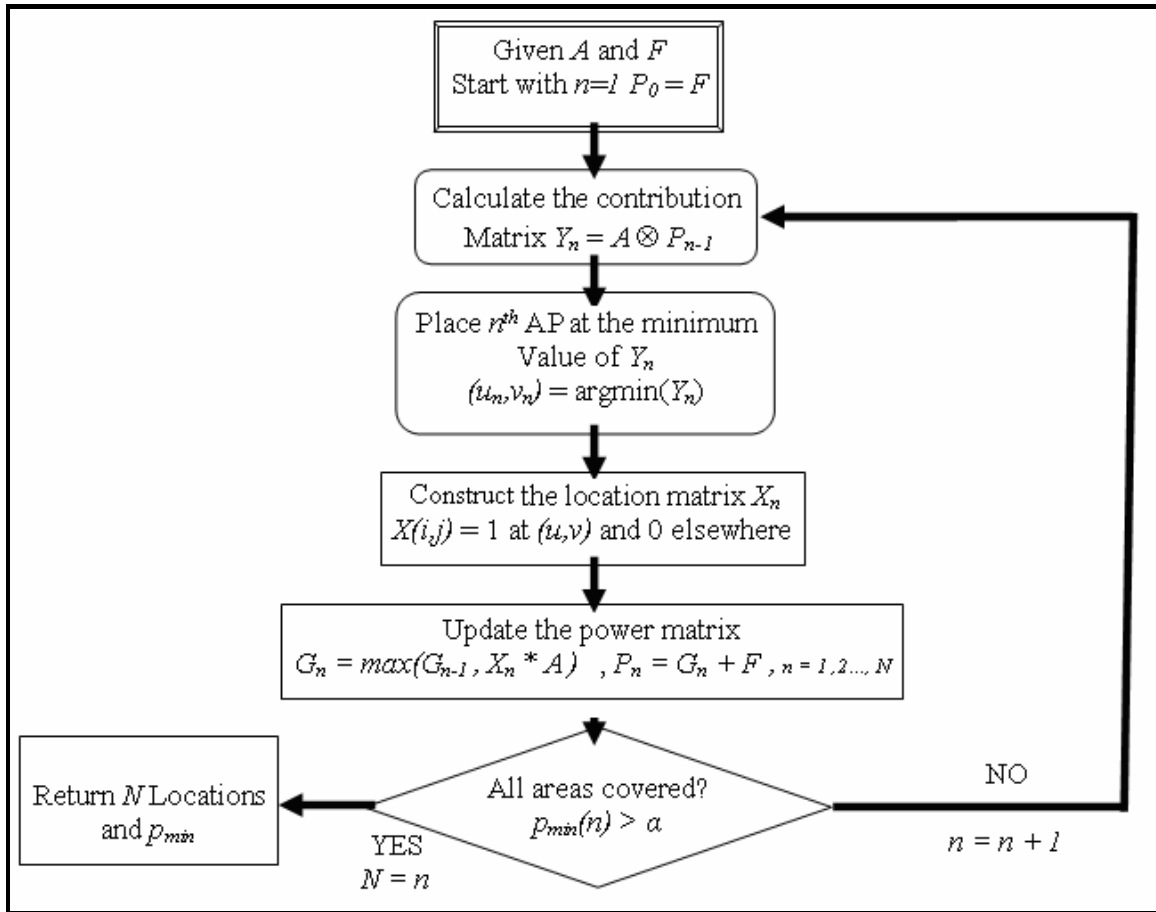 Given A and F
Start with n=1 P₀ = F
Calculate the contribution
Matrix Yₙ = A ⊗ Pₙ₋₁
Place nᵗʰ AP at the minimum
Value of Yₙ
(uₙ,vₙ) = argmin(Yₙ)
Construct the location matrix Xₙ
X(i,j) = 1 at (u,v) and 0 elsewhere
Update the power matrix
Gₙ = max(Gₙ₋₁, Xₙ * A) , Pₙ = Gₙ + F , n = 1,2..., N
All areas covered?
p_min(n) > α
YES
N = n
Return N Locations
and p_min
NO
n = n + 1